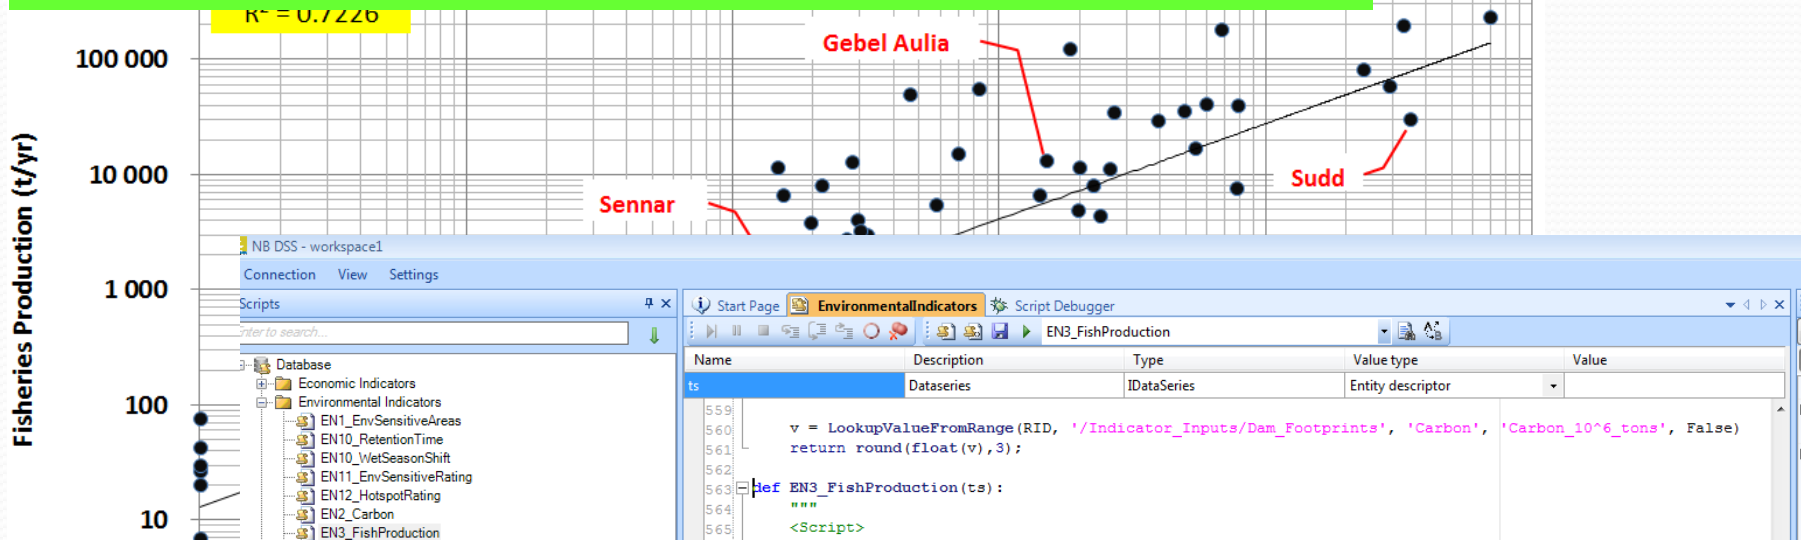 R² = 0.7226
Fisheries Production (t/yr)
100 000
10 000
1 000
100
10
Gebel Aulia
Sennar
Sudd
NB DSS - workspace1
Connection View Settings
Scripts
Enter to search...
Database
Economic Indicators
Environmental Indicators
EN1_EnvSensitiveAreas
EN10_RetentionTime
EN10_WetSeasonShift
EN11_EnvSensitiveRating
EN12_HotspotRating
EN2_Carbon
EN3_FishProduction
Start Page EnvironmentalIndicators Script Debugger
EN3_FishProduction
Name Description Type Value type Value
ts Dataseries IDataSeries Entity descriptor
559
560 v = LookupValueFromRange(RID, '/Indicator_Inputs/Dam_Footprints', 'Carbon', 'Carbon_10^6_tons', False)
561 return round(float(v),3);
562
563 def EN3_FishProduction(ts):
564 """
565 <Script>